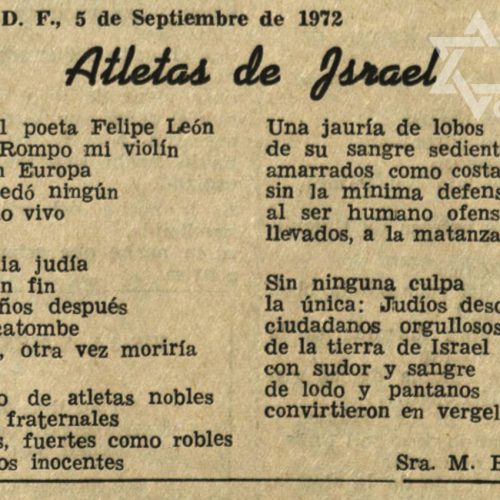 D. F., 5 de Septiembre de 1972
Atletas de Israel
l poeta Felipe León
Rompo mi violín
n Europa
edó ningún
o vivo
ia judía
n fin
ños después
catombe
, otra vez moriría
o de atletas nobles
fraternales
s, fuertes como robles
os inocentes
Una jauría de lobos
de su sangre sedient
amarrados como costa
sin la mínima defens
al ser humano ofens
llevados, a la matanza
Sin ninguna culpa
la única: Judíos desc
ciudadanos orgullosos
de la tierra de Israel
con sudor y sangre
de lodo y pantanos
convirtieron en vergel
Sra. M. B